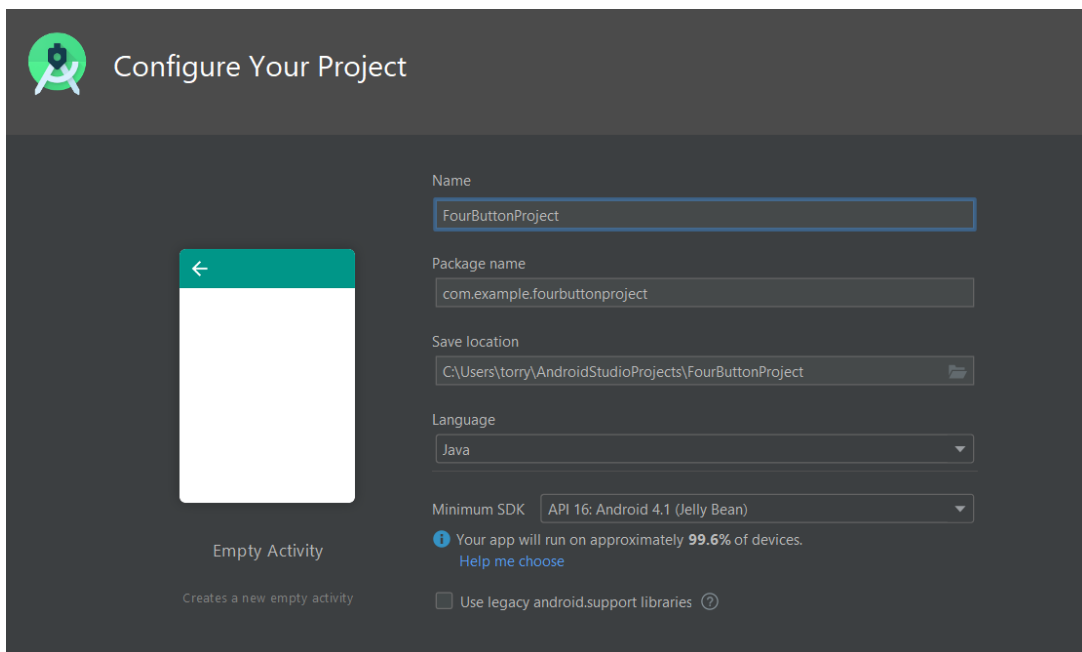 Configure Your Project
Name
FourButtonProject
Package name
com.example.fourbuttonproject
Save location
C:\Users\torry\AndroidStudioProjects\FourButtonProject
Language
Java
Minimum SDK API 16: Android 4.1 (Jelly Bean)
Your app will run on approximately 99.6% of devices.
Help me choose
Use legacy android.support libraries ?
Empty Activity
Creates a new empty activity